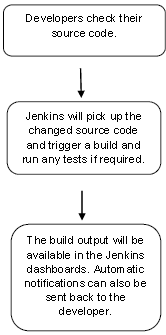 Developers check their
source code.
Jenkins will pick up the
changed source code
and trigger a build and
run any tests if required.
The build output will be
available in the Jenkins
dashboards. Automatic
notifications can also be
sent back to the
developer.